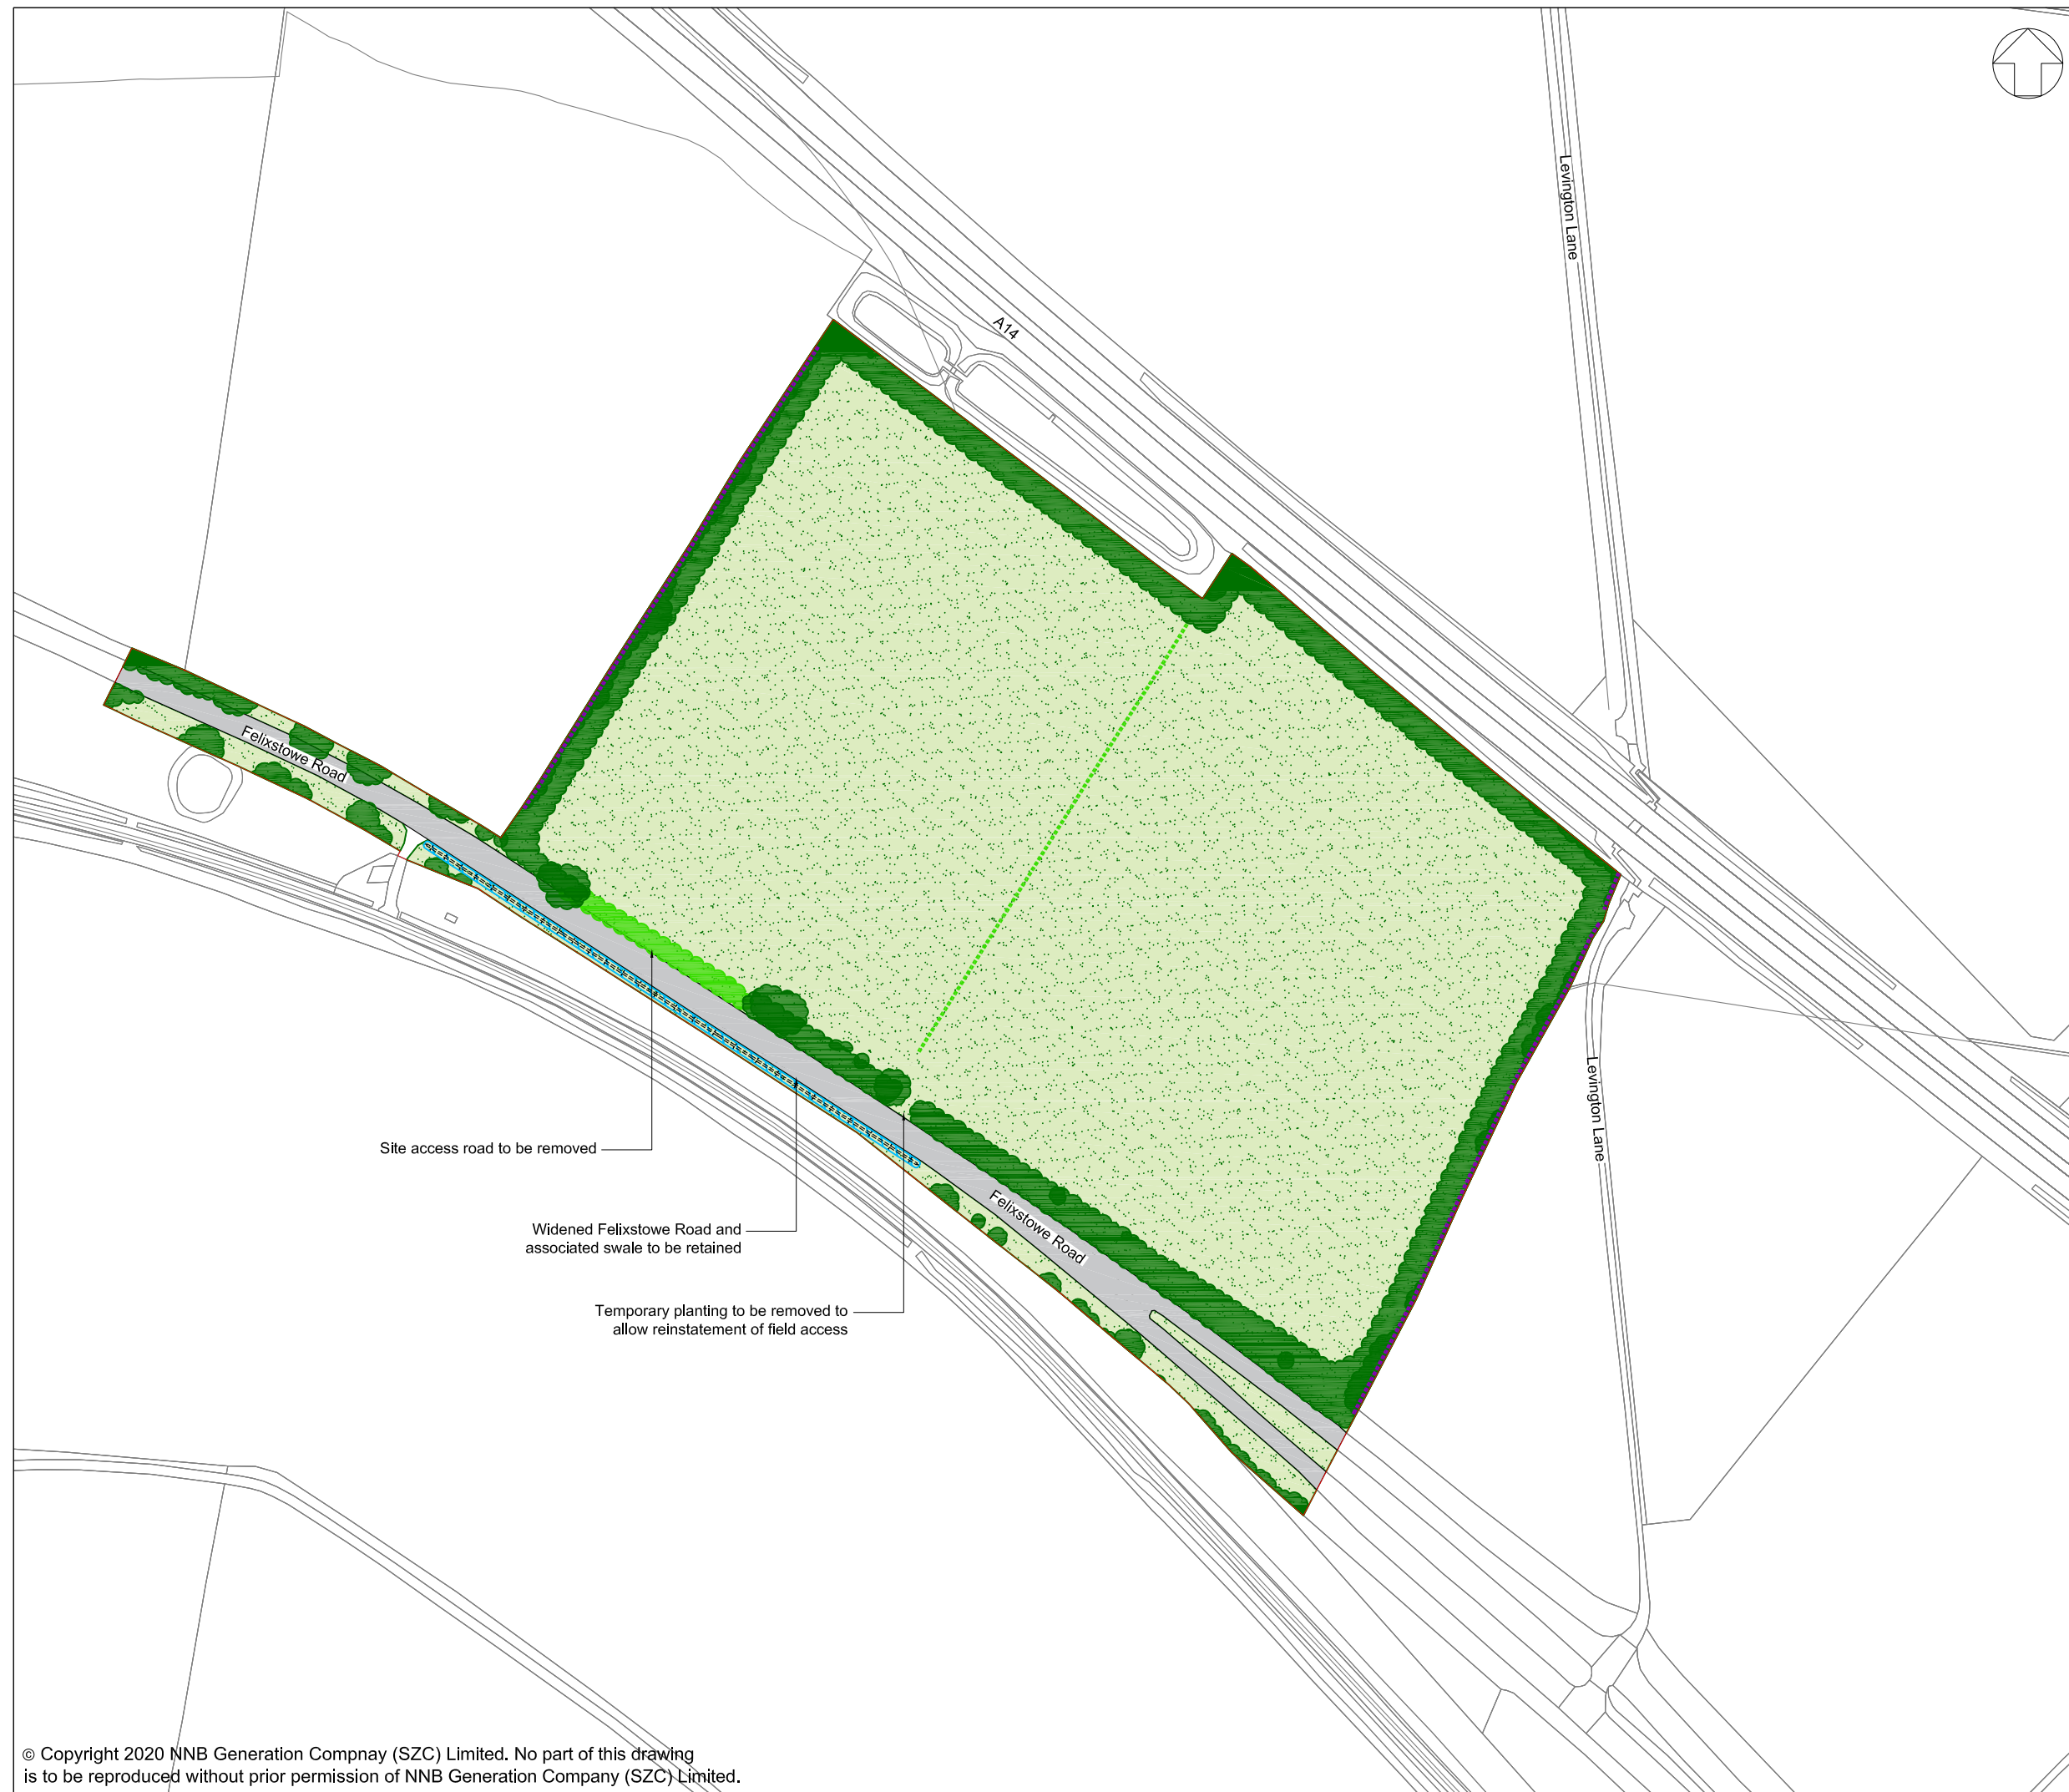 Levington Lane
A14
Felixstowe Road
Levington Lane
Site access road to be removed
Felixstowe Road
Widened Felixstowe Road and
associated swale to be retained
Temporary planting to be removed to
allow reinstatement of field access
© Copyright 2020 NNB Generation Compnay (SZC) Limited. No part of this drawing
is to be reproduced without prior permission of NNB Generation Company (SZC) Limited.